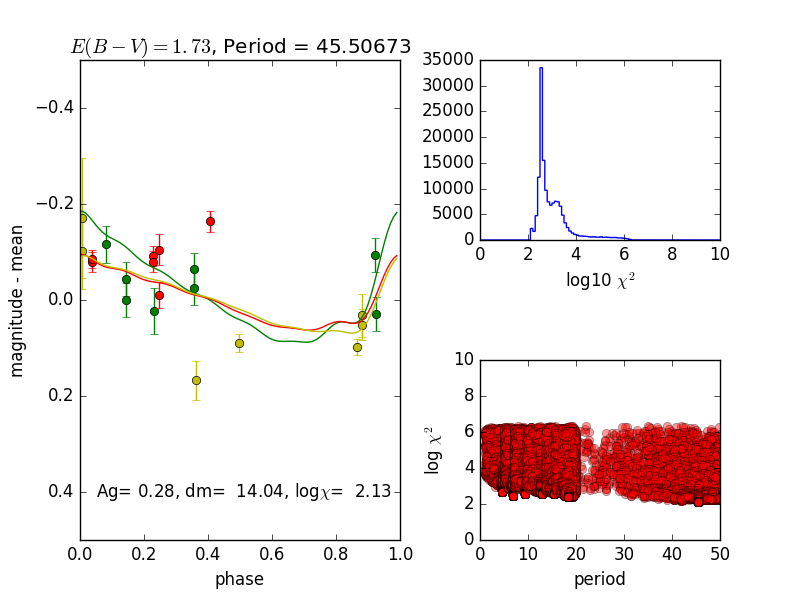 E(B − V) = 1.73, Period = 45.50673
−0.4
−0.2
0.0
0.2
0.4
magnitude - mean
Ag= 0.28, dm=  14.04, logχ=  2.13
0.0 0.2 0.4 0.6 0.8 1.0
phase
35000
30000
25000
20000
15000
10000
5000
0
0 2 4 6 8 10
log10 χ²
10
8
6
4
2
0
log χ²
0 10 20 30 40 50
period